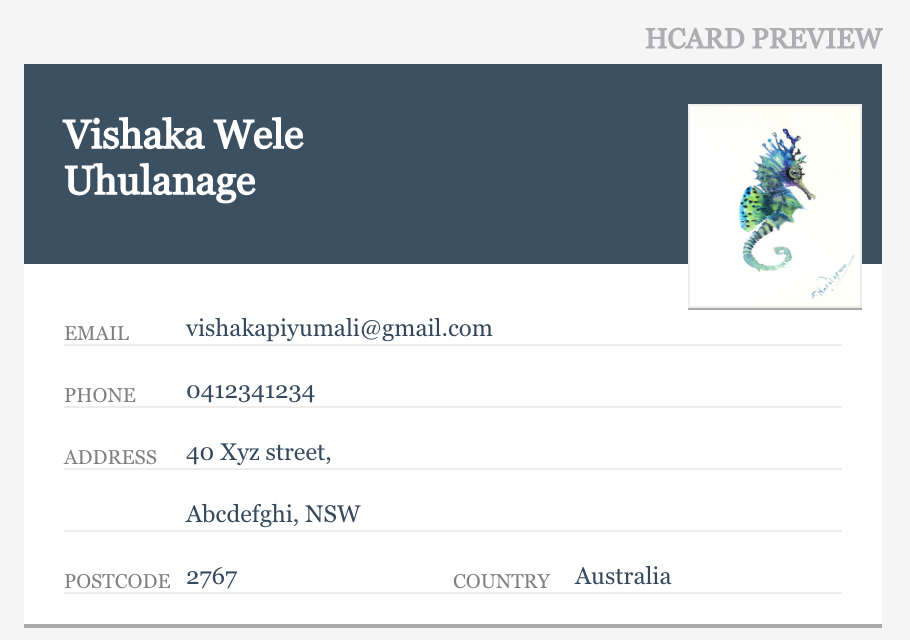 HCARD PREVIEW
Vishaka Wele
Uhulanage
EMAIL vishakapiyumali@gmail.com
PHONE 0412341234
ADDRESS 40 Xyz street,
Abcdefghi, NSW
POSTCODE 2767 COUNTRY Australia